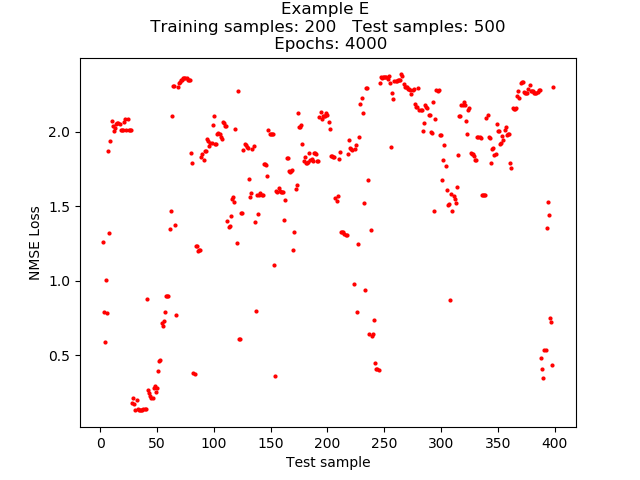 Example E
Training samples: 200   Test samples: 500
Epochs: 4000
NMSE Loss
2.0
1.5
1.0
0.5
0 50 100 150 200 250 300 350 400
Test sample